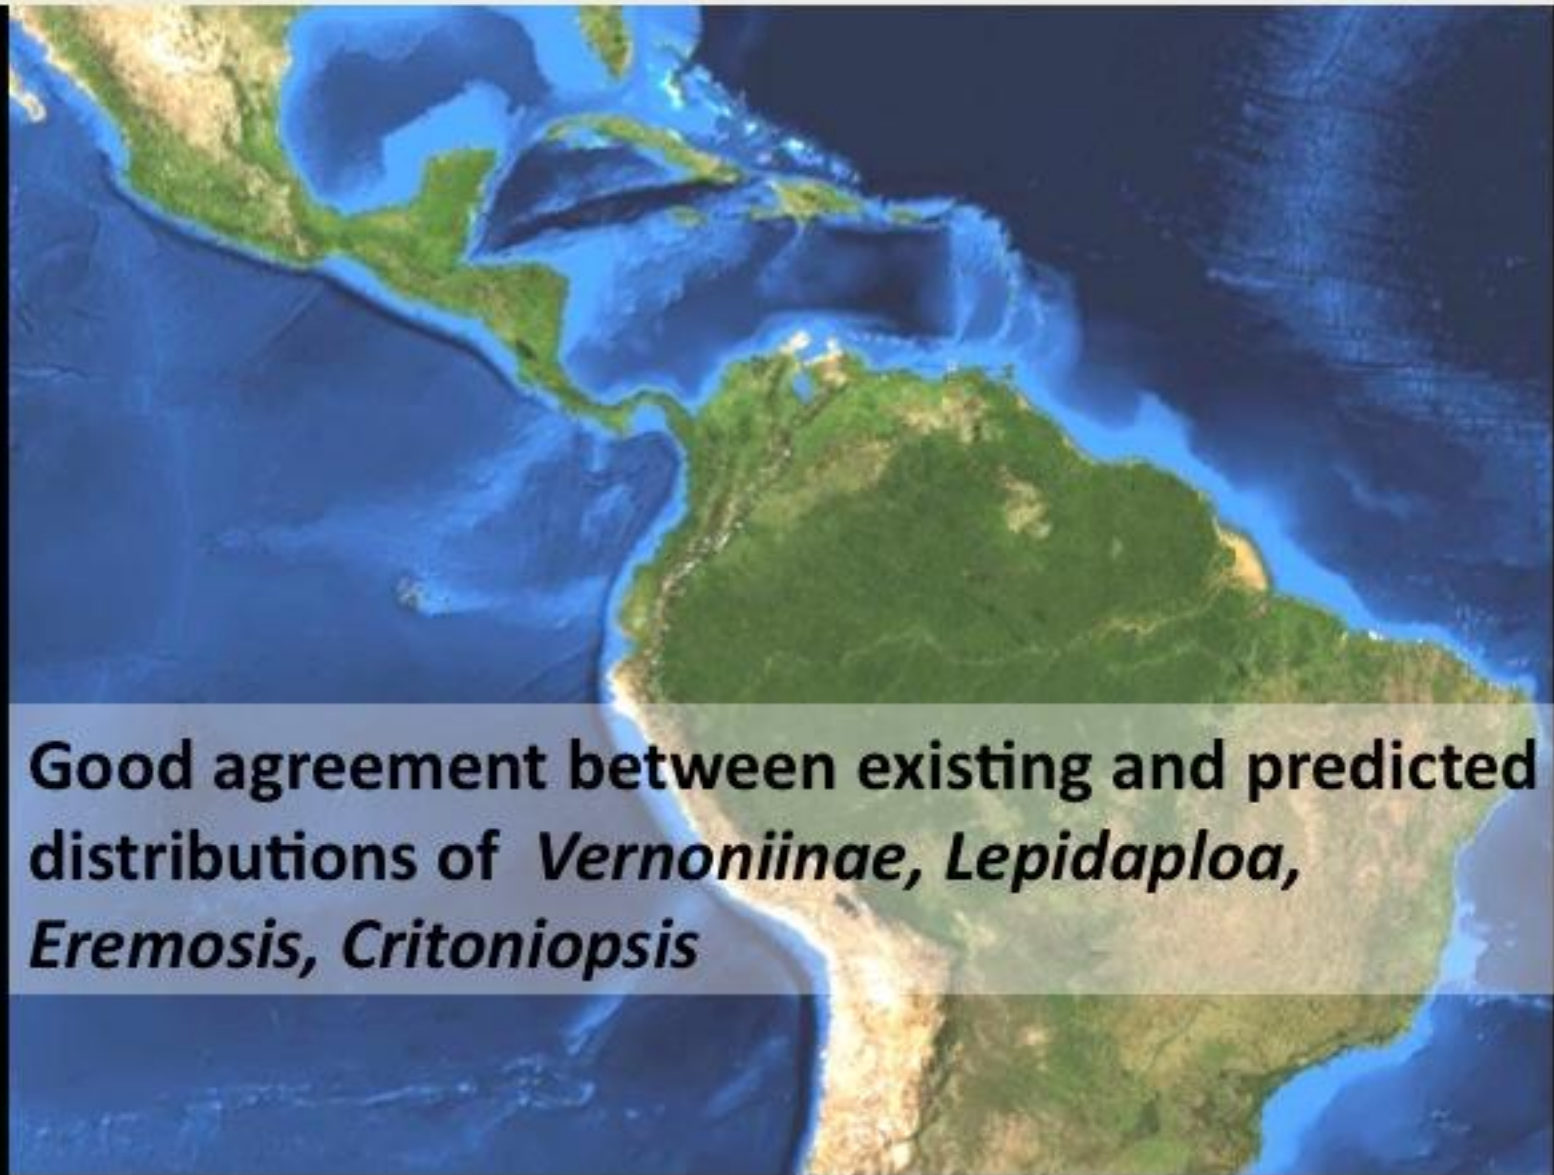 Good agreement between existing and predicted
distributions of Vernoniinae, Lepidaploa,
Eremosis, Critoniopsis